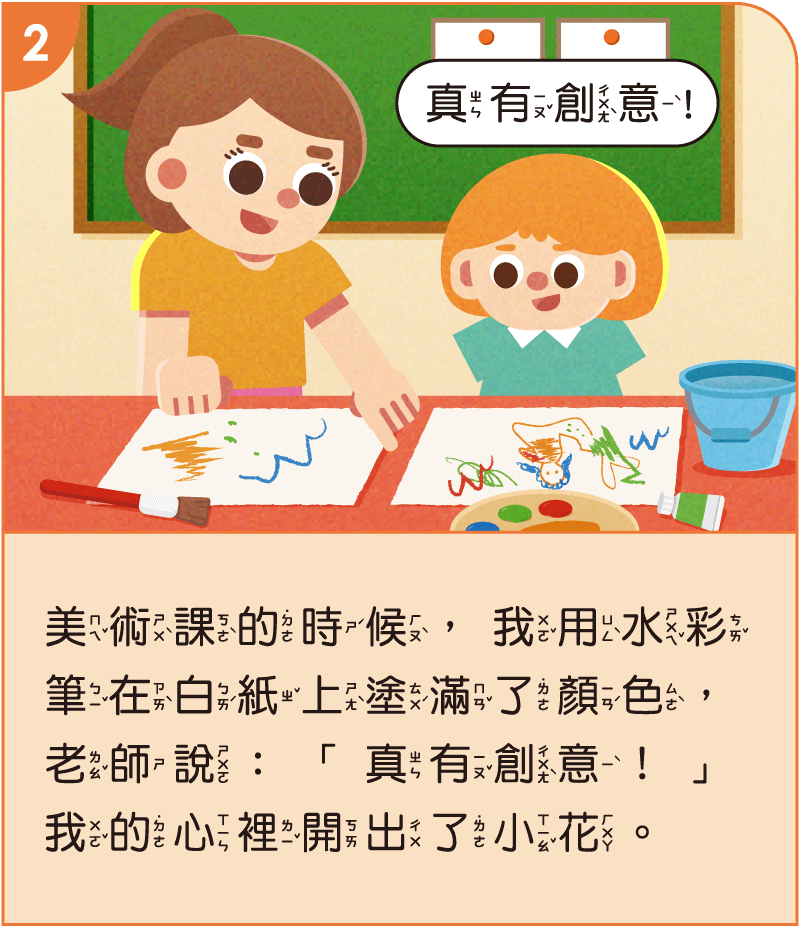 2
真有創意!
美術課的時候，我用水彩
筆在白紙上塗滿了顏色，
老師說：「真有創意！」
我的心裡開出了小花。